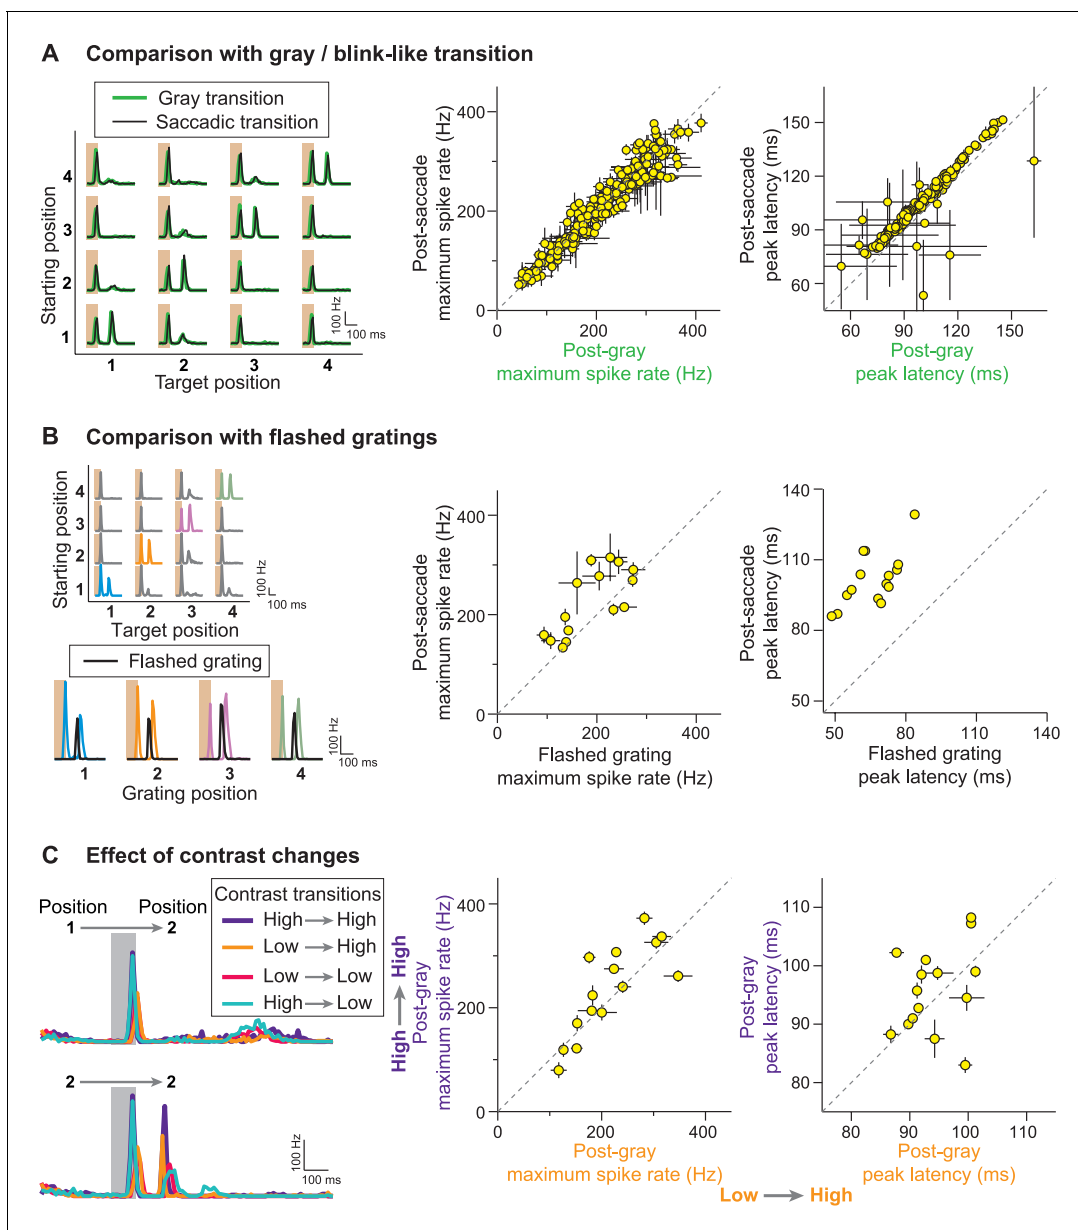 A Comparison with gray / blink-like transition
Gray transition
Saccadic transition
Starting position
4
3
2
1
100 Hz
100 ms
1 2 3 4
Target position
Post-saccade
maximum spike rate (Hz)
400
200
0
0 200 400
Post-gray
maximum spike rate (Hz)
Post-saccade
peak latency (ms)
150
120
90
60
60 90 120 150
Post-gray
peak latency (ms)
B Comparison with flashed gratings
Starting position
4
3
2
1
100 Hz
100 ms
1 2 3 4
Target position
Flashed grating
100 Hz
100 ms
1 2 3 4
Grating position
Post-saccade
maximum spike rate (Hz)
400
200
0
0 200 400
Flashed grating
maximum spike rate (Hz)
Post-saccade
peak latency (ms)
140
110
80
50
50 80 110 140
Flashed grating
peak latency (ms)
C Effect of contrast changes
Position Position
1 → 2
Contrast transitions
High → High
Low → High
Low → Low
High → Low
2 → 2
100 Hz
100 ms
High → High
Post-gray
maximum spike rate (Hz)
400
200
0
0 200 400
Post-gray
maximum spike rate (Hz)
Post-gray
peak latency (ms)
110
100
90
80
80 90 100 110
Post-gray
peak latency (ms)
Low → High